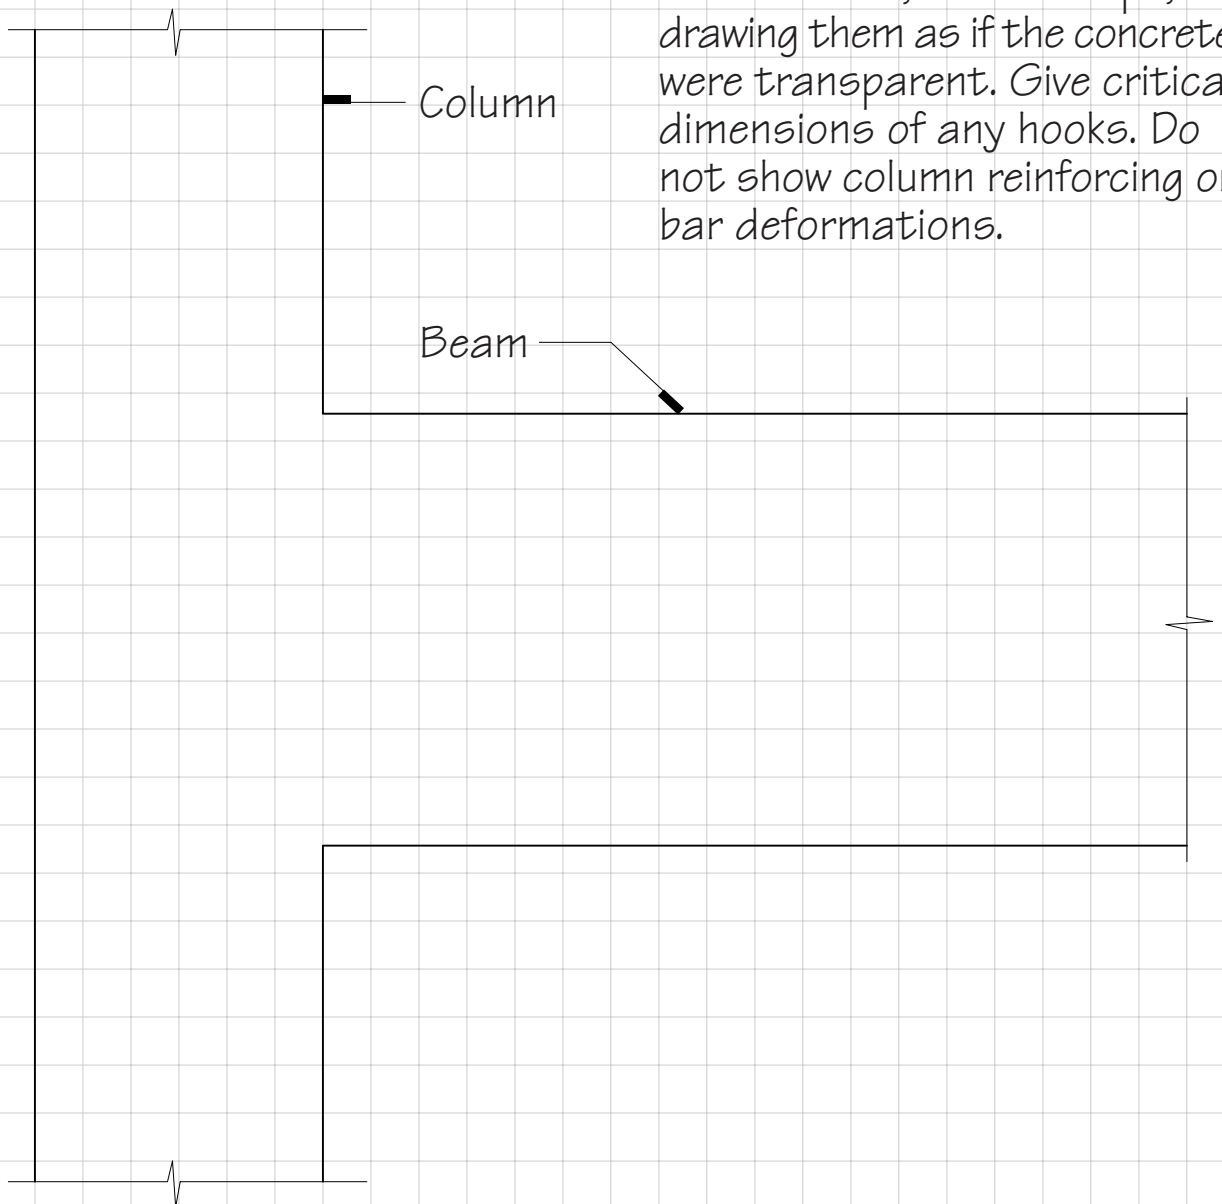 drawing them as if the concrete
were transparent. Give critica
dimensions of any hooks. Do
not show column reinforcing or
bar deformations.
Column
Beam